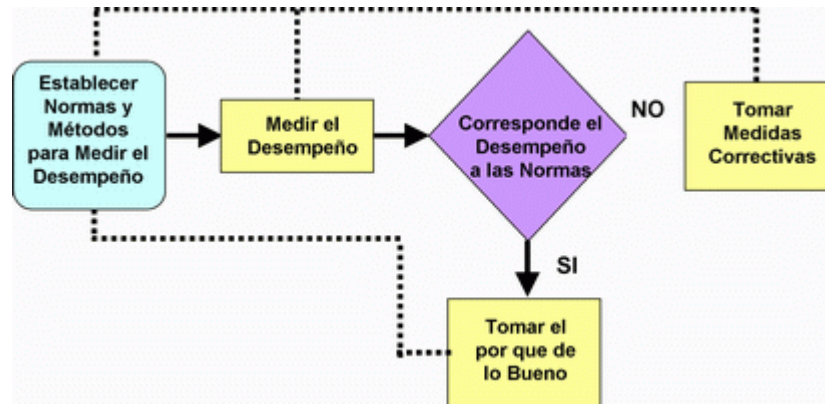 Establecer
Normas y
Métodos
para Medir el
Desempeño
Medir el
Desempeño
Corresponde el
Desempeño
a las Normas
NO
Tomar
Medidas
Correctivas
SI
Tomar el
por que de
lo Bueno